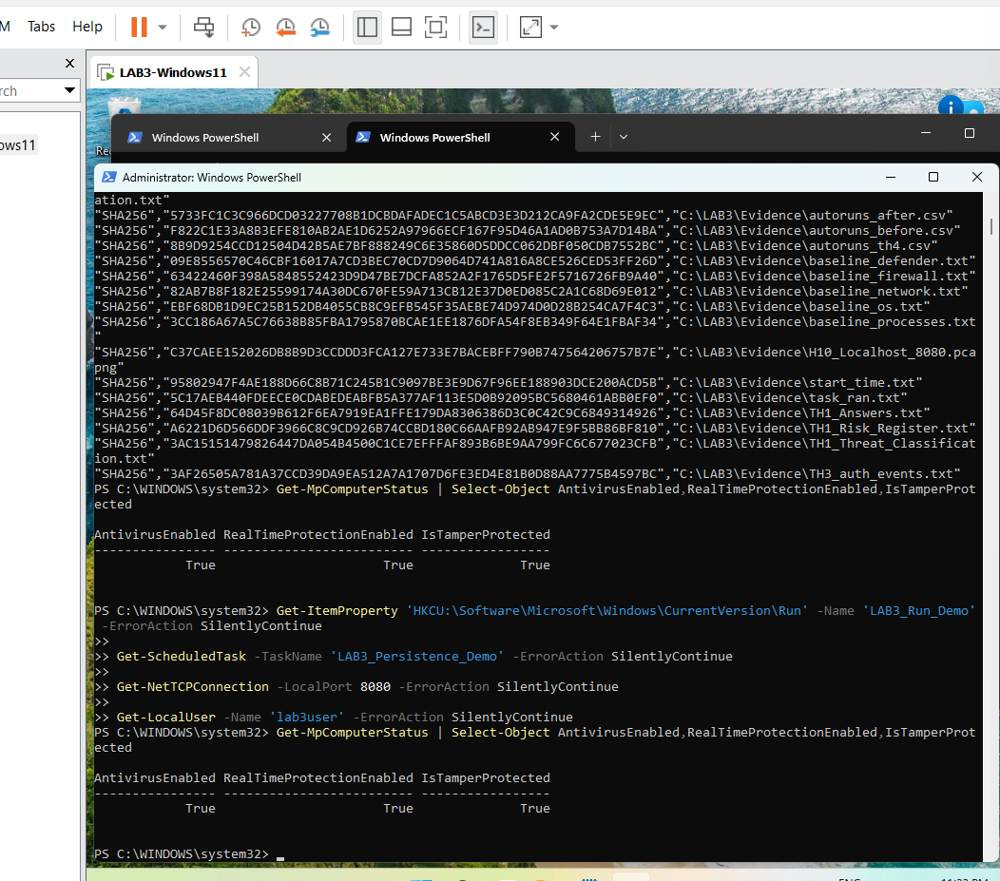 M Tabs Help
LAB3-Windows11
rch
ows11
Windows PowerShell
Windows PowerShell
Administrator: Windows PowerShell
ation.txt"
"SHA256","5733FC1C3C966DCD03227708B1DCBDAFADEC1C5ABCD3E3D212CA9FA2CDE5E9EC","C:\LAB3\Evidence\autoruns_after.csv"
"SHA256","F822C1E33A8B3EFE810AB2AE1D6252A97966ECF167F95D46A1AD0B753A7D14BA","C:\LAB3\Evidence\autoruns_before.csv"
"SHA256","8B9D9254CCD12504D42B5AE7BF888249C6E35860D5DDCC062DBF050CDB7552BC","C:\LAB3\Evidence\autoruns_th4.csv"
"SHA256","09E8556570C46CBF16017A7CD3BEC70CD7D9064D741A816A8CE526CED53FF26D","C:\LAB3\Evidence\baseline_defender.txt"
"SHA256","63422460F398A5848552423D9D47BE7DCFA852A2F1765D5FE2F5716726FB9A40","C:\LAB3\Evidence\baseline_firewall.txt"
"SHA256","82AB7B8F182E25599174A30DC670FE59A713CB12E37D0ED085C2A1C68D69E012","C:\LAB3\Evidence\baseline_network.txt"
"SHA256","EBF68DB1D9EC25B152DB4055CB8C9EFB545F35AEBE74D974D0D28B254CA7F4C3","C:\LAB3\Evidence\baseline_os.txt"
"SHA256","3CC186A67A5C76638B85FBA1795870BCAE1EE1876DFA54F8EB349F64E1FBAF34","C:\LAB3\Evidence\baseline_processes.txt
"
"SHA256","C37CAEE152026DB8B9D3CCDDD3FCA127E733E7BACEBFF790B747564206757B7E","C:\LAB3\Evidence\H10_Localhost_8080.pca
png"
"SHA256","95802947F4AE188D66C8B71C245B1C9097BE3E9D67F96EE188903DCE200ACD5B","C:\LAB3\Evidence\start_time.txt"
"SHA256","5C17AEB440FDEECE0CDABEDEABFB5A377AF113E5D0B92095BC5680461ABB0EF0","C:\LAB3\Evidence\task_ran.txt"
"SHA256","64D45F8DC08039B612F6EA7919EA1FFE179DA8306386D3C0C42C9C6849314926","C:\LAB3\Evidence\TH1_Answers.txt"
"SHA256","A6221D6D566DDF3966C8C9CD926B74CCBD180C66AAFB92AB947E9F5BB86BF810","C:\LAB3\Evidence\TH1_Risk_Register.txt"
"SHA256","3AC15151479826447DA054B4500C1CE7EFFFAF893B6BE9AA799FC6C677023CFB","C:\LAB3\Evidence\TH1_Threat_Classificat
ion.txt"
"SHA256","3AF26505A781A37CCD39DA9EA512A7A1707D6FE3ED4E81B0D88AA7775B4597BC","C:\LAB3\Evidence\TH3_auth_events.txt"
PS C:\WINDOWS\system32> Get-MpComputerStatus | Select-Object AntivirusEnabled,RealTimeProtectionEnabled,IsTamperProt
ected
AntivirusEnabled RealTimeProtectionEnabled IsTamperProtected
---------------- ------------------------- -----------------
True True True
PS C:\WINDOWS\system32> Get-ItemProperty 'HKCU:\Software\Microsoft\Windows\CurrentVersion\Run' -Name 'LAB3_Run_Demo'
-ErrorAction SilentlyContinue
>>
>> Get-ScheduledTask -TaskName 'LAB3_Persistence_Demo' -ErrorAction SilentlyContinue
>>
>> Get-NetTCPConnection -LocalPort 8080 -ErrorAction SilentlyContinue
>>
>> Get-LocalUser -Name 'lab3user' -ErrorAction SilentlyContinue
PS C:\WINDOWS\system32> Get-MpComputerStatus | Select-Object AntivirusEnabled,RealTimeProtectionEnabled,IsTamperProt
ected
AntivirusEnabled RealTimeProtectionEnabled IsTamperProtected
---------------- ------------------------- -----------------
True True True
PS C:\WINDOWS\system32>